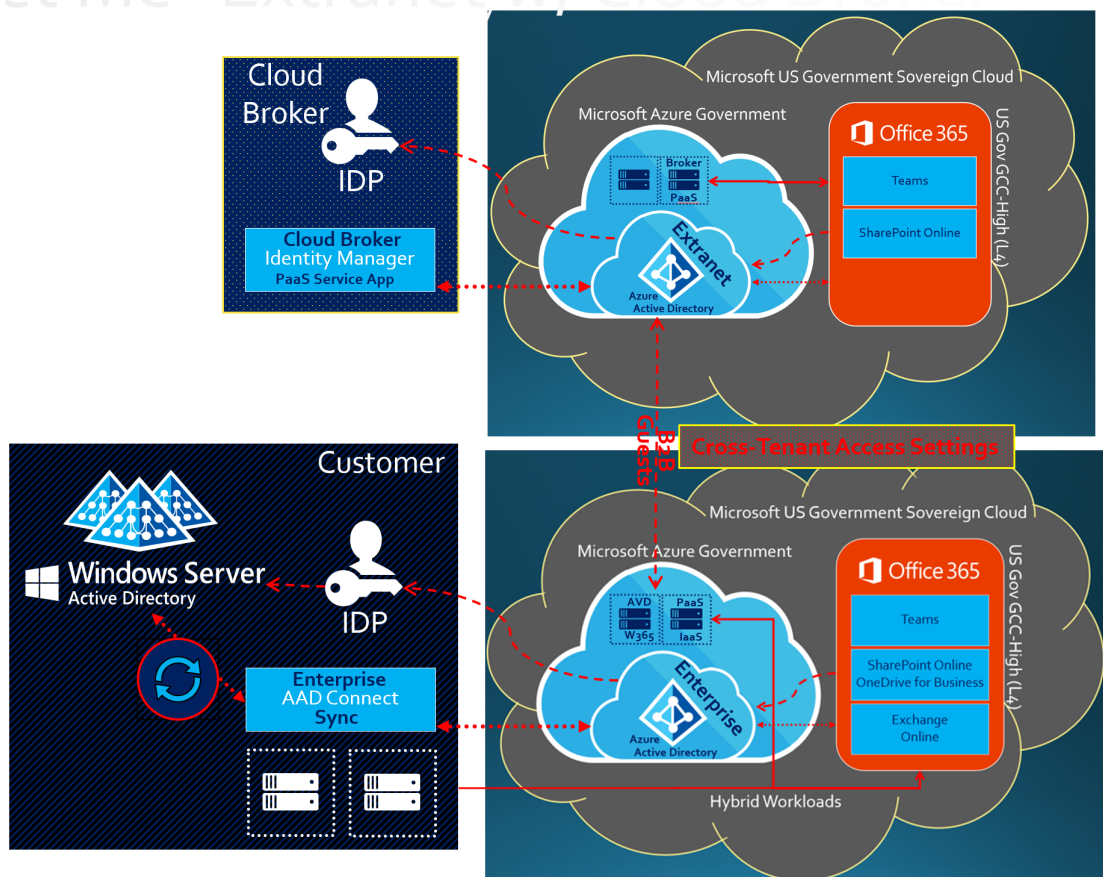 Extranet w/ Cloud Broker
Cloud
Broker
IDP
Cloud Broker
Identity Manager
PaaS Service App
Microsoft US Government Sovereign Cloud
Microsoft Azure Government
Broker
PaaS
Extranet
Azure
Active Directory
Office 365
Teams
SharePoint Online
US Gov GCC-High (L4)
B2B
Guests
Cross-Tenant Access Settings
Customer
Windows Server
Active Directory
IDP
Enterprise
AAD Connect
Sync
Microsoft US Government Sovereign Cloud
Microsoft Azure Government
AVD
W365
PaaS
IaaS
Enterprise
Azure
Active Directory
Office 365
Teams
SharePoint Online
OneDrive for Business
Exchange
Online
US Gov GCC-High (L4)
Hybrid Workloads